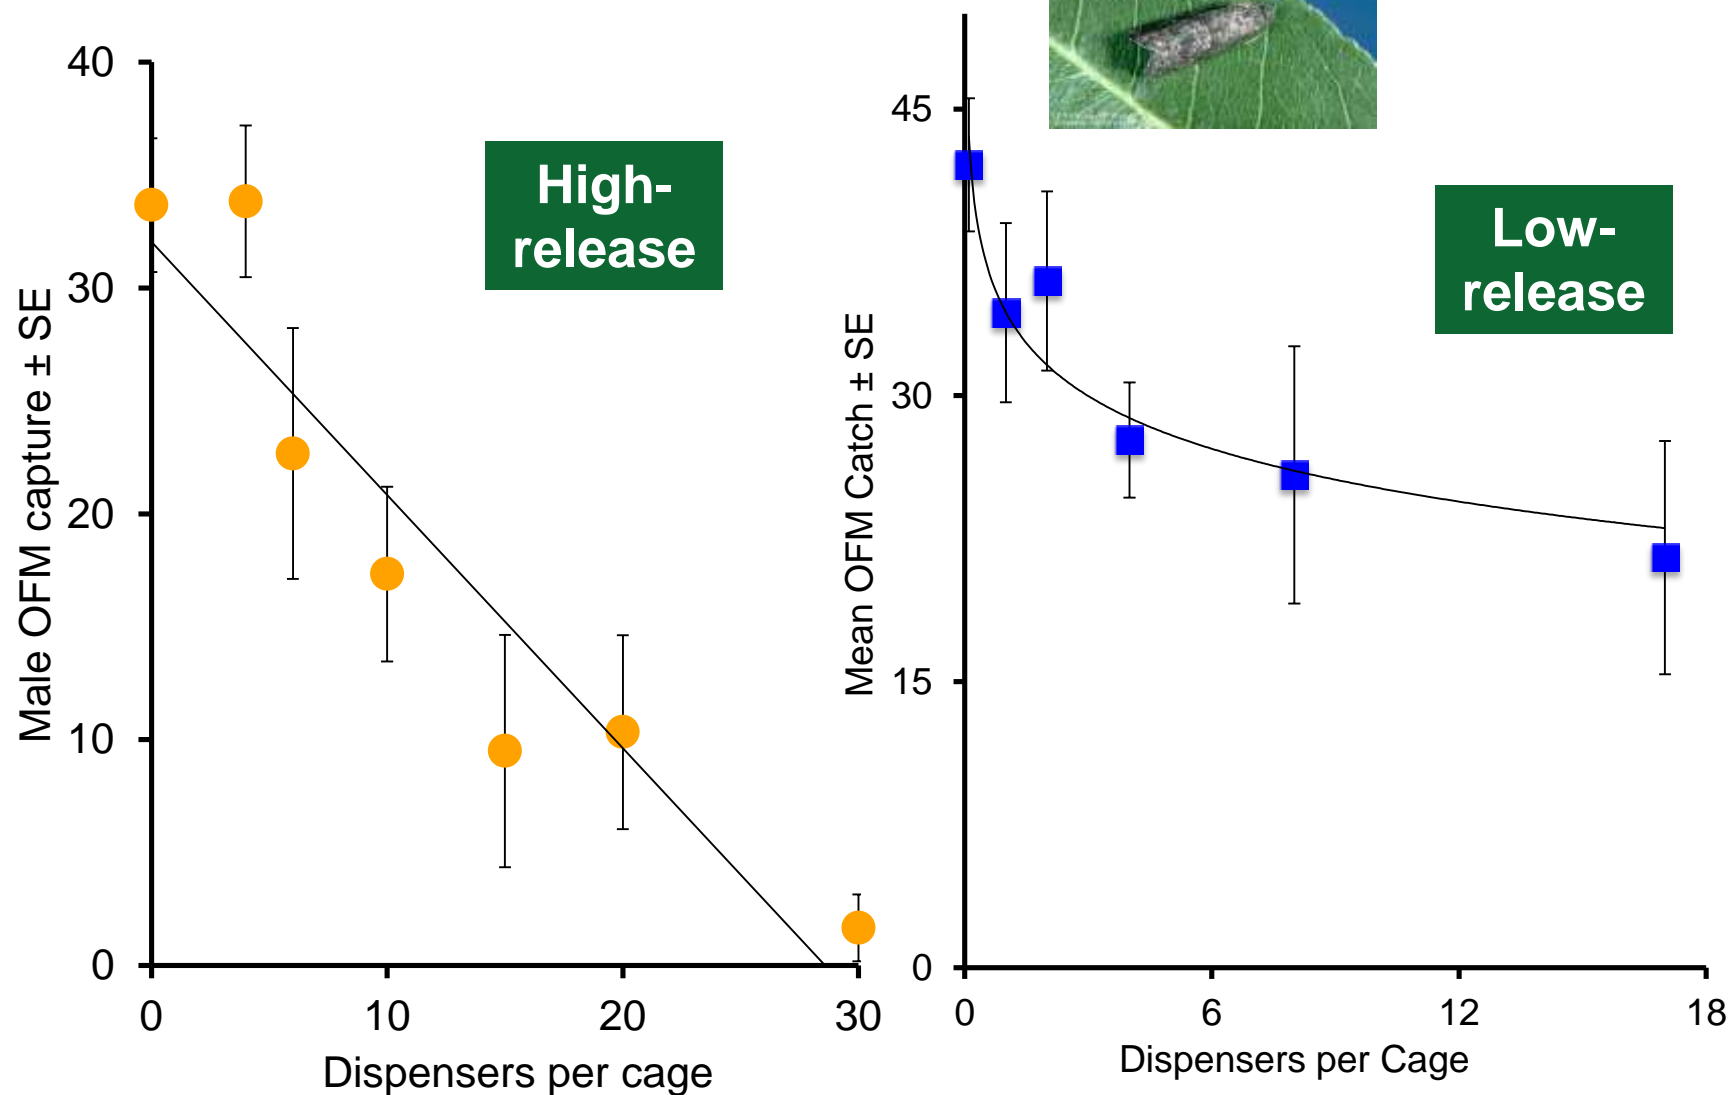 High-
release
Male OFM capture ± SE
40
30
20
10
0
0 10 20 30
Dispensers per cage
Low-
release
Mean OFM Catch ± SE
45
30
15
0
0 6 12 18
Dispensers per Cage